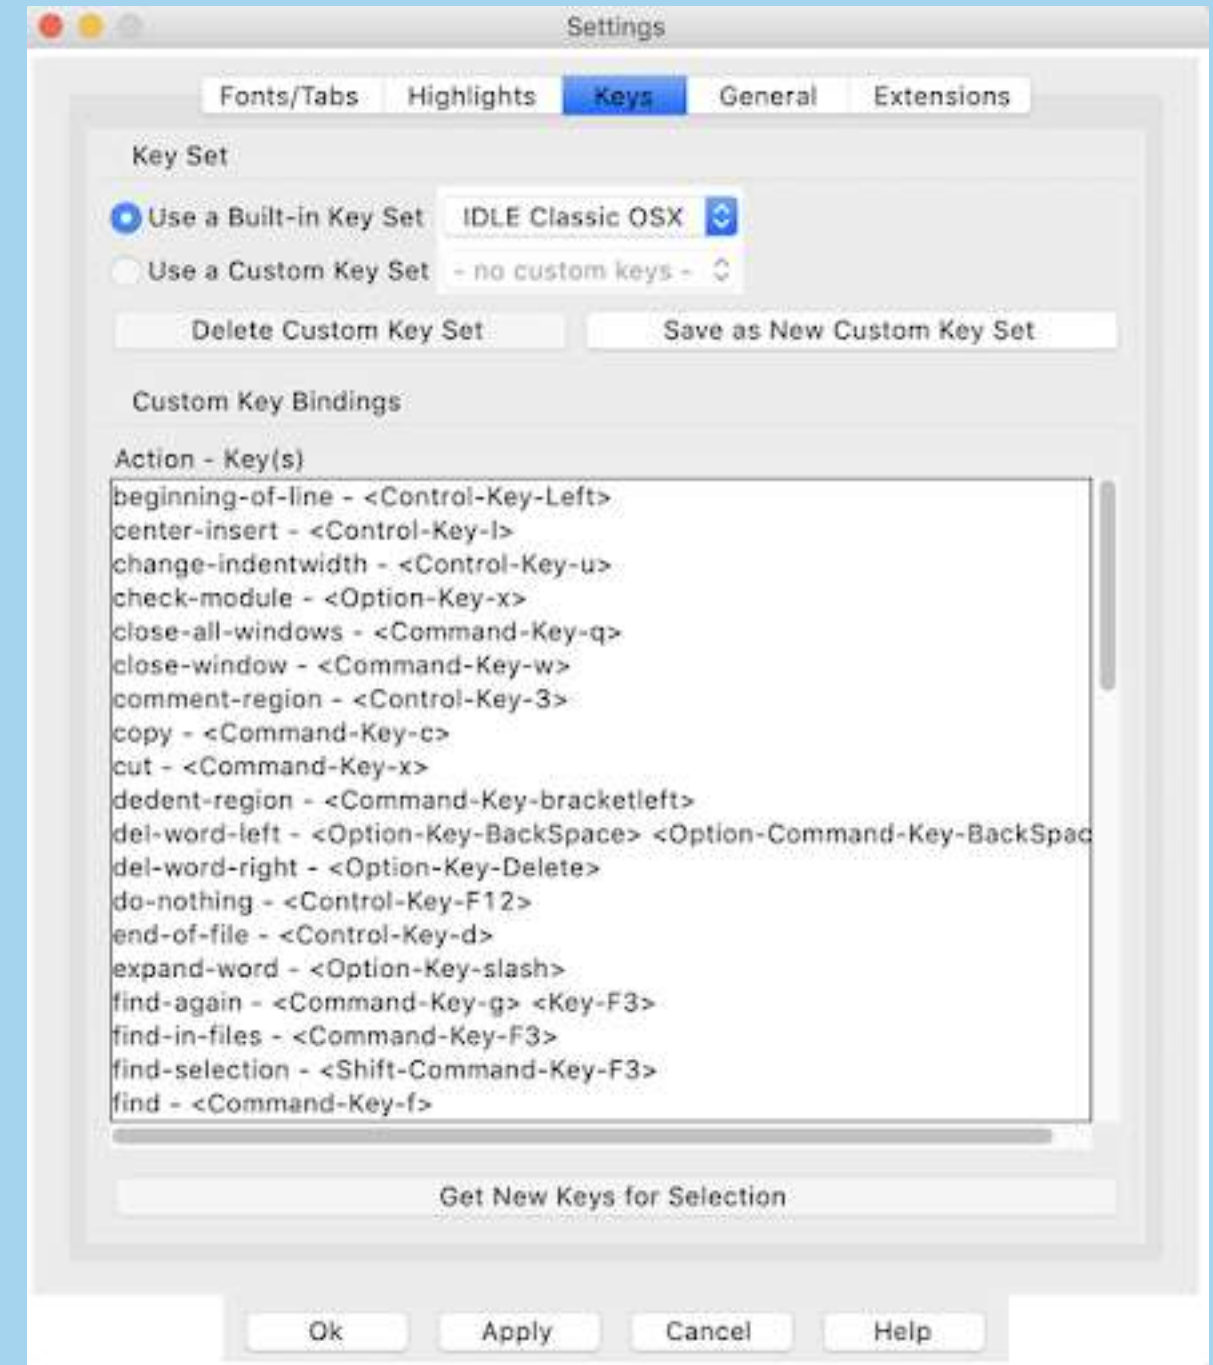 Settings
Fonts/Tabs Highlights Keys General Extensions
Key Set
Use a Built-in Key Set IDLE Classic OSX
Use a Custom Key Set - no custom keys -
Delete Custom Key Set Save as New Custom Key Set
Custom Key Bindings
Action - Key(s)
beginning-of-line - <Control-Key-Left>
center-insert - <Control-Key-l>
change-indentwidth - <Control-Key-u>
check-module - <Option-Key-x>
close-all-windows - <Command-Key-q>
close-window - <Command-Key-w>
comment-region - <Control-Key-3>
copy - <Command-Key-c>
cut - <Command-Key-x>
dedent-region - <Command-Key-bracketleft>
del-word-left - <Option-Key-BackSpace> <Option-Command-Key-BackSpac
del-word-right - <Option-Key-Delete>
do-nothing - <Control-Key-F12>
end-of-file - <Control-Key-d>
expand-word - <Option-Key-slash>
find-again - <Command-Key-g> <Key-F3>
find-in-files - <Command-Key-F3>
find-selection - <Shift-Command-Key-F3>
find - <Command-Key-f>
Get New Keys for Selection
Ok Apply Cancel Help